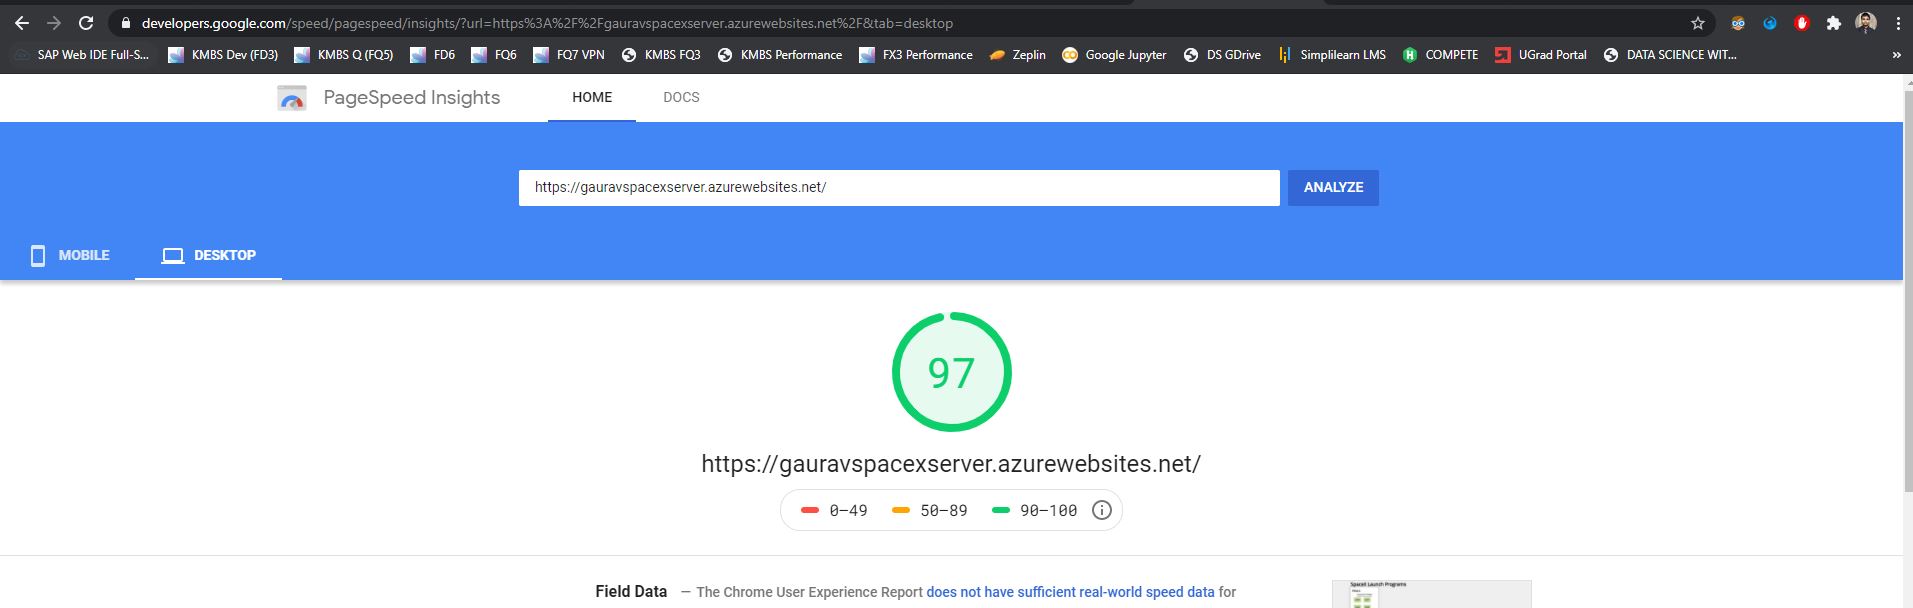 developers.google.com/speed/pagespeed/insights/?url=https%3A%2F%2Fgauravspacexserver.azurewebsites.net%2F&tab=desktop
SAP Web IDE Full-S... KMBS Dev (FD3) KMBS Q (FQ5) FD6 FQ6 FQ7 VPN KMBS FQ3 KMBS Performance FX3 Performance Zeplin Google Jupyter DS GDrive Simplilearn LMS COMPETE UGrad Portal DATA SCIENCE WIT... »
PageSpeed Insights HOME DOCS
https://gauravspacexserver.azurewebsites.net/ ANALYZE
MOBILE DESKTOP
97
https://gauravspacexserver.azurewebsites.net/
0–49 50–89 90–100
Field Data — The Chrome User Experience Report does not have sufficient real-world speed data for
SpaceX Launch Programs